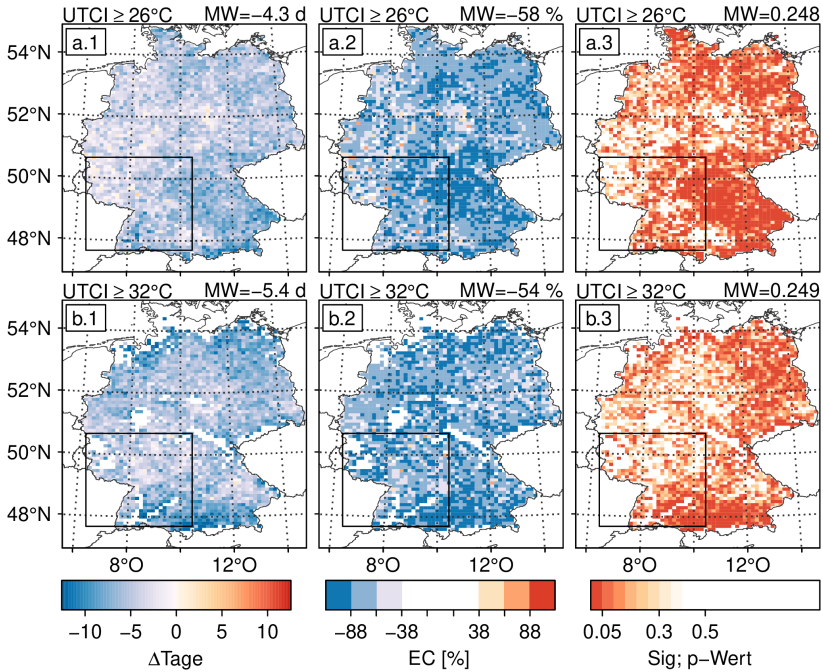 UTCI ≥ 26°C MW=−4.3 d UTCI ≥ 26°C MW=−58 % UTCI ≥ 26°C MW=0.248
54°N a.1 a.2 a.3
52°N
50°N
48°N
UTCI ≥ 32°C MW=−5.4 d UTCI ≥ 32°C MW=−54 % UTCI ≥ 32°C MW=0.249
54°N b.1 b.2 b.3
52°N
50°N
48°N
8°O 12°O 8°O 12°O 8°O 12°O
−10 −5 0 5 10 −88 −38 38 88 0.05 0.3 0.5
ΔTage EC [%] Sig; p−Wert